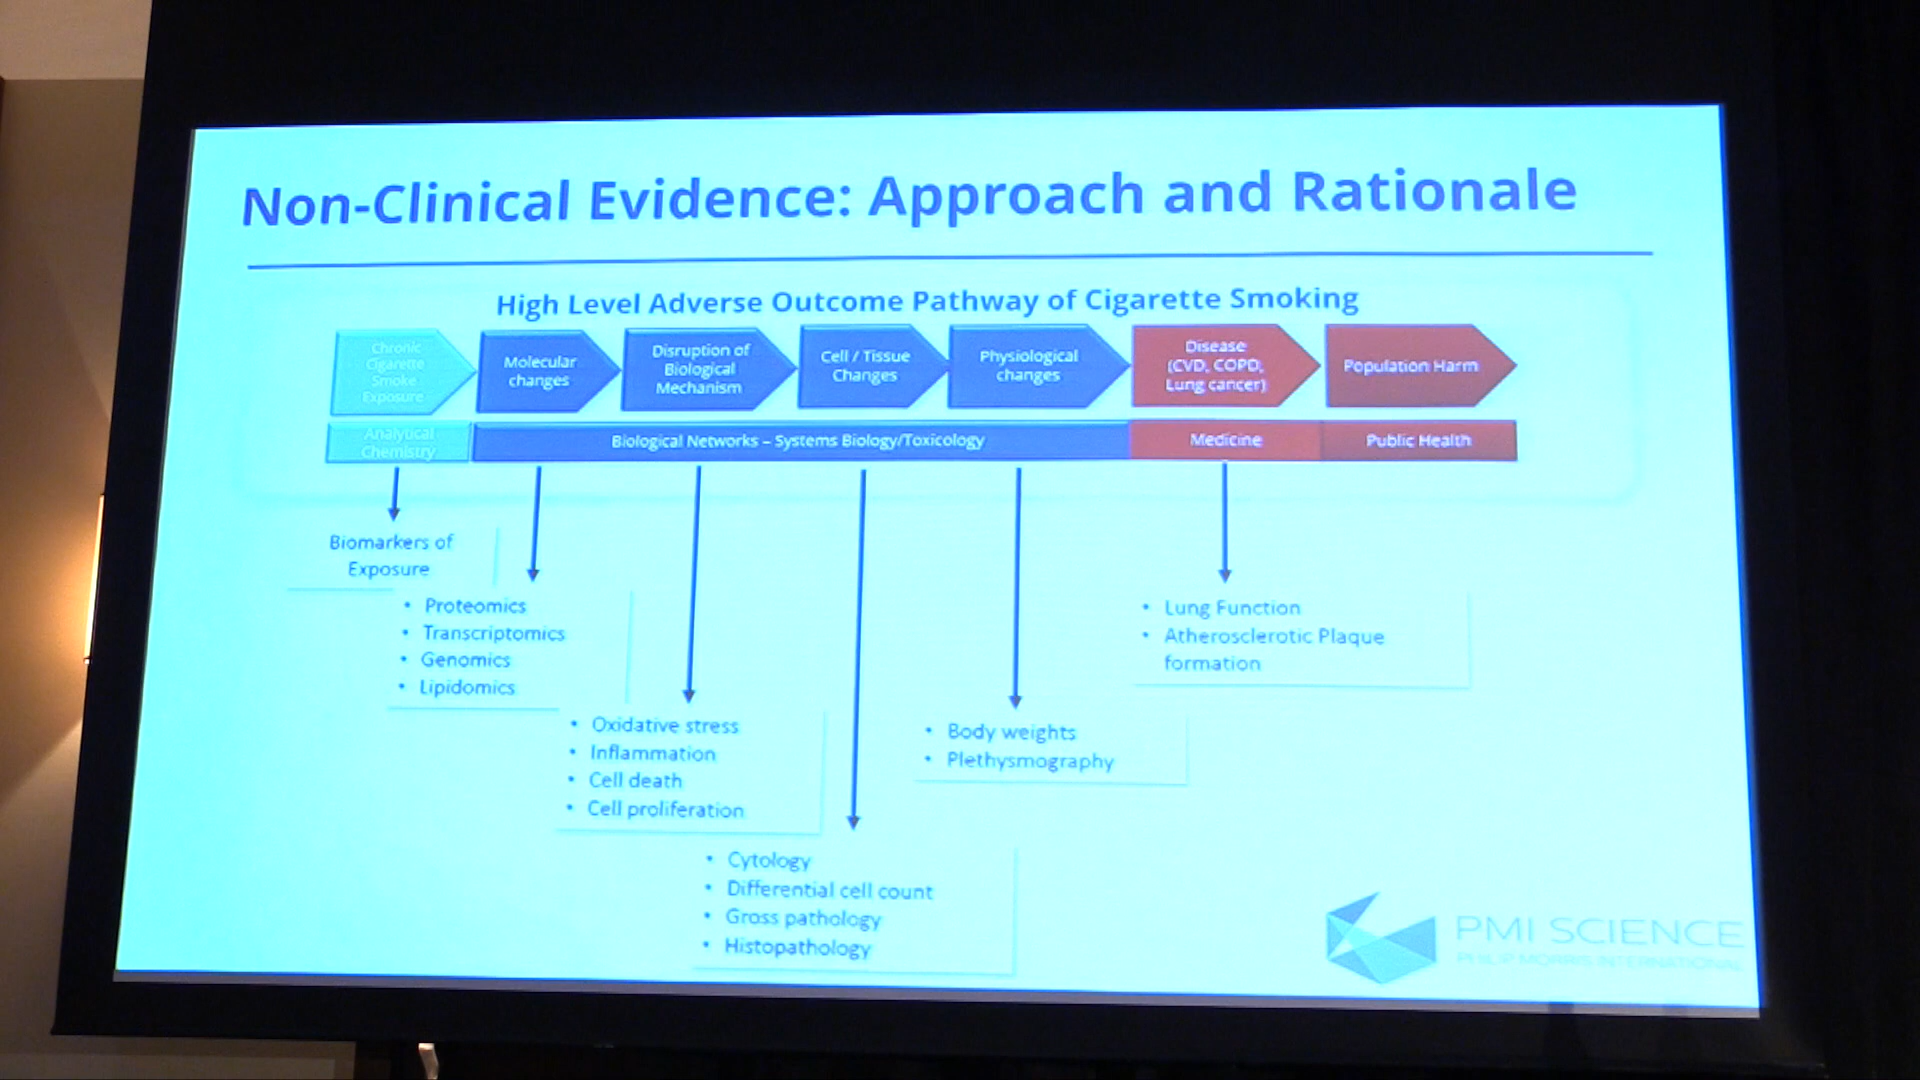 Non-Clinical Evidence: Approach and Rationale
High Level Adverse Outcome Pathway of Cigarette Smoking
Chronic
Cigarette
Smoke
Exposure
Molecular
changes
Disruption of
Biological
Mechanism
Cell / Tissue
Changes
Physiological
changes
Disease
(CVD, COPD,
Lung cancer)
Population Harm
Analytical
Chemistry
Biological Networks – Systems Biology/Toxicology
Medicine
Public Health
Biomarkers of
Exposure
• Proteomics
• Transcriptomics
• Genomics
• Lipidomics
• Oxidative stress
• Inflammation
• Cell death
• Cell proliferation
• Cytology
• Differential cell count
• Gross pathology
• Histopathology
• Body weights
• Plethysmography
• Lung Function
• Atherosclerotic Plaque
formation
PMI SCIENCE
PHILIP MORRIS INTERNATIONAL